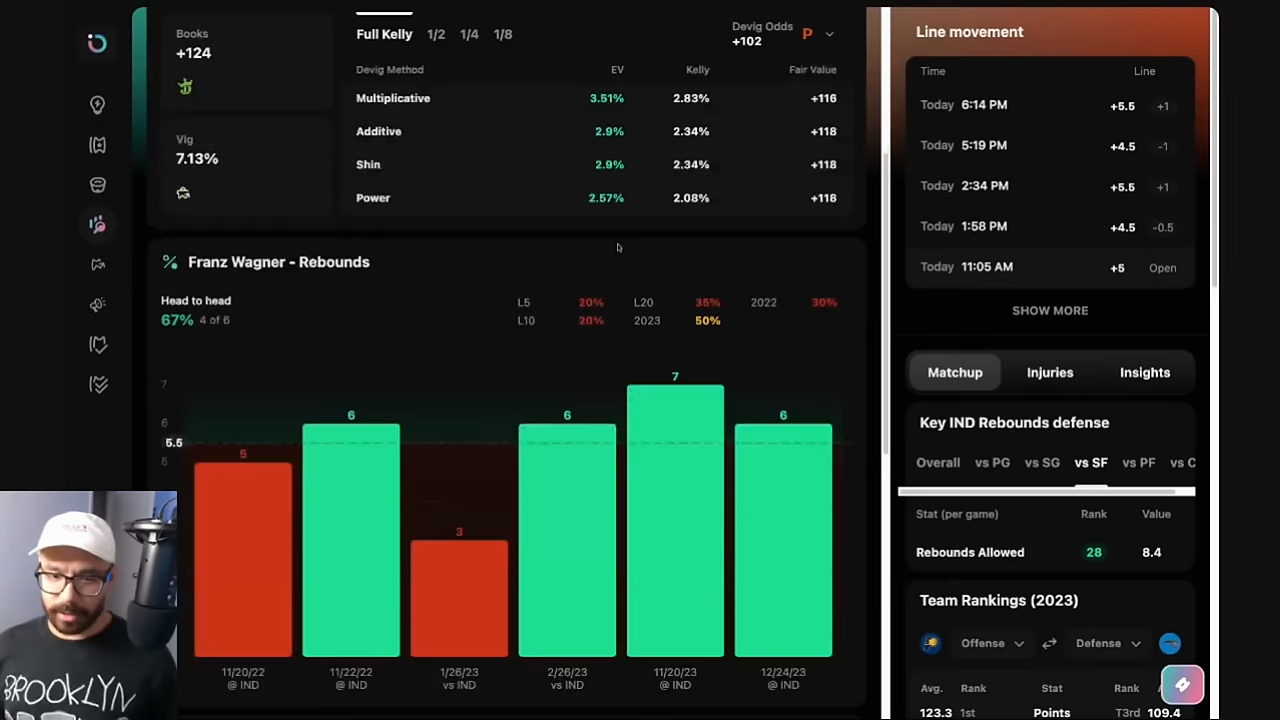 Books
+124
Vig
7.13%
Full Kelly 1/2 1/4 1/8
Devig Odds
+102
P
Devig Method EV Kelly Fair Value
Multiplicative 3.51% 2.83% +116
Additive 2.9% 2.34% +118
Shin 2.9% 2.34% +118
Power 2.57% 2.08% +118
Franz Wagner - Rebounds
Head to head
67% 4 of 6
L5 20% L20 35% 2022 30%
L10 20% 2023 50%
7
6
5.5
5 6 3 6 7 6
11/20/22 11/22/22 1/26/23 2/26/23 11/20/23 12/24/23
@ IND @ IND vs IND vs IND @ IND @ IND
Line movement
Time Line
Today 6:14 PM +5.5 +1
Today 5:19 PM +4.5 -1
Today 2:34 PM +5.5 +1
Today 1:58 PM +4.5 -0.5
Today 11:05 AM +5 Open
SHOW MORE
Matchup Injuries Insights
Key IND Rebounds defense
Overall vs PG vs SG vs SF vs PF vs C
Stat (per game) Rank Value
Rebounds Allowed 28 8.4
Team Rankings (2023)
Offense Defense
Avg. Rank Stat Rank
123.3 1st Points T3rd 109.4
BROOKLYN